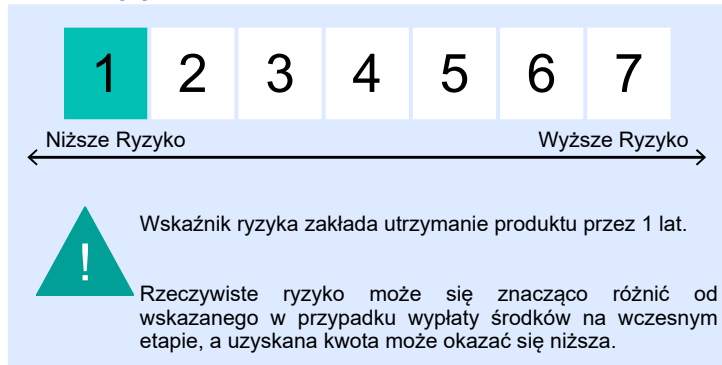 1 2 3 4 5 6 7
Niższe Ryzyko Wyższe Ryzyko
!
Wskaźnik ryzyka zakłada utrzymanie produktu przez 1 lat.
Rzeczywiste ryzyko może się znacząco różnić od
wskazanego w przypadku wypłaty środków na wczesnym
etapie, a uzyskana kwota może okazać się niższa.